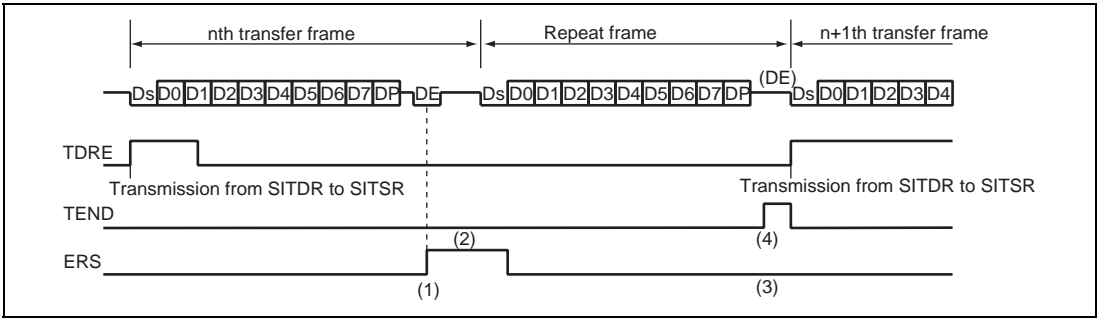 nth transfer frame Repeat frame n+1th transfer frame
(DE)
Ds D0 D1 D2 D3 D4 D5 D6 D7 DP DE Ds D0 D1 D2 D3 D4 D5 D6 D7 DP Ds D0 D1 D2 D3 D4
TDRE
Transmission from SITDR to SITSR Transmission from SITDR to SITSR
TEND
(2) (4)
ERS
(1) (3)